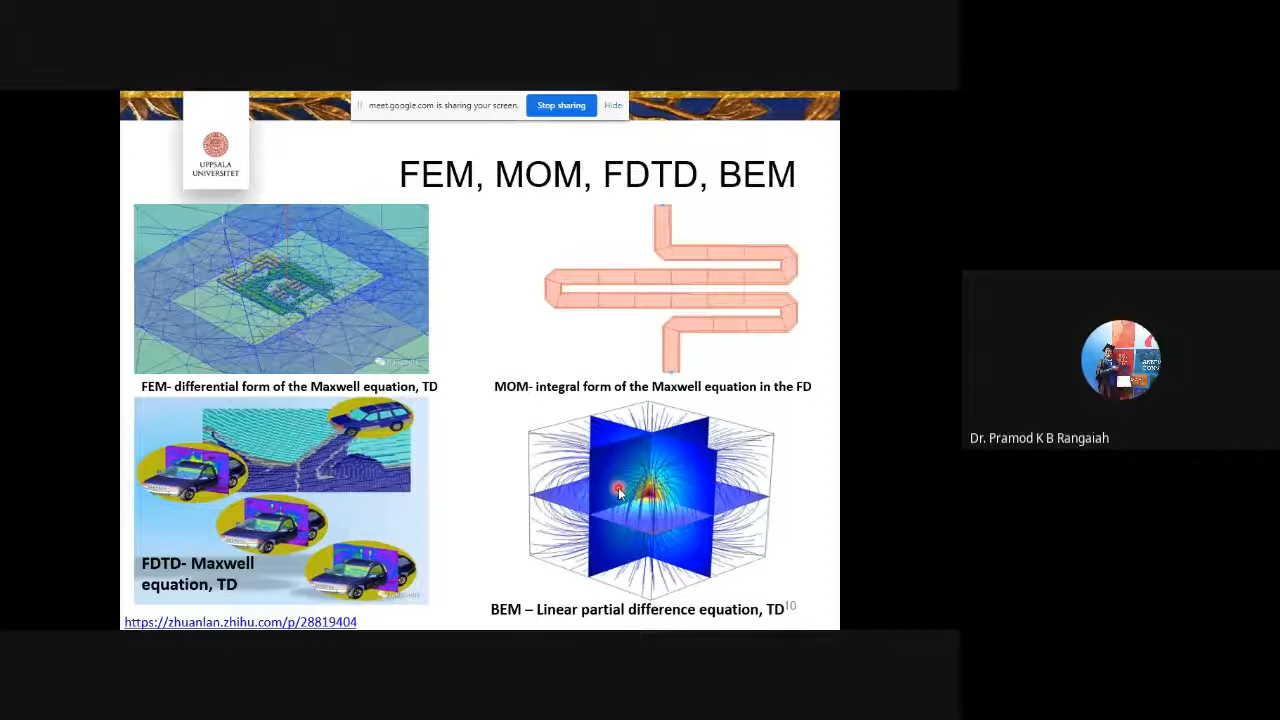 meet.google.com is sharing your screen. Stop sharing Hide
UPPSALA
UNIVERSITET
FEM, MOM, FDTD, BEM
FEM- differential form of the Maxwell equation, TD
MOM- integral form of the Maxwell equation in the FD
FDTD- Maxwell
equation, TD
BEM – Linear partial difference equation, TD
10
https://zhuanlan.zhihu.com/p/28819404
Dr. Pramod K B Rangaiah